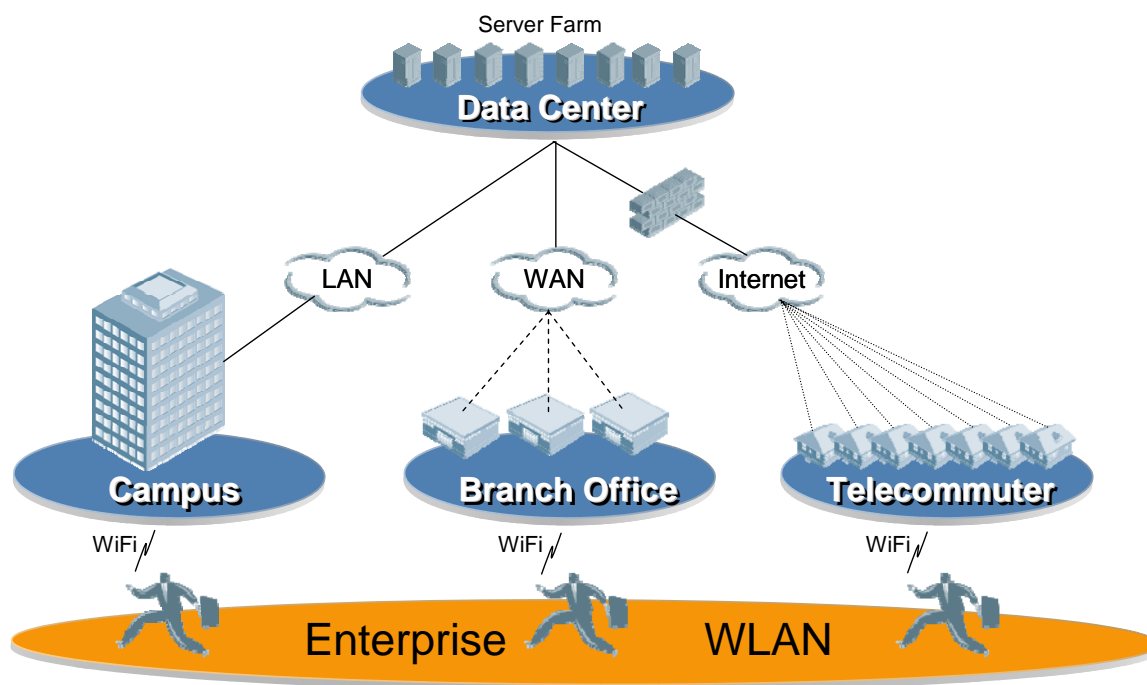 Server Farm
Data Center
LAN
WAN
Internet
Campus
Branch Office
Telecommuter
WiFi
WiFi
WiFi
Enterprise WLAN